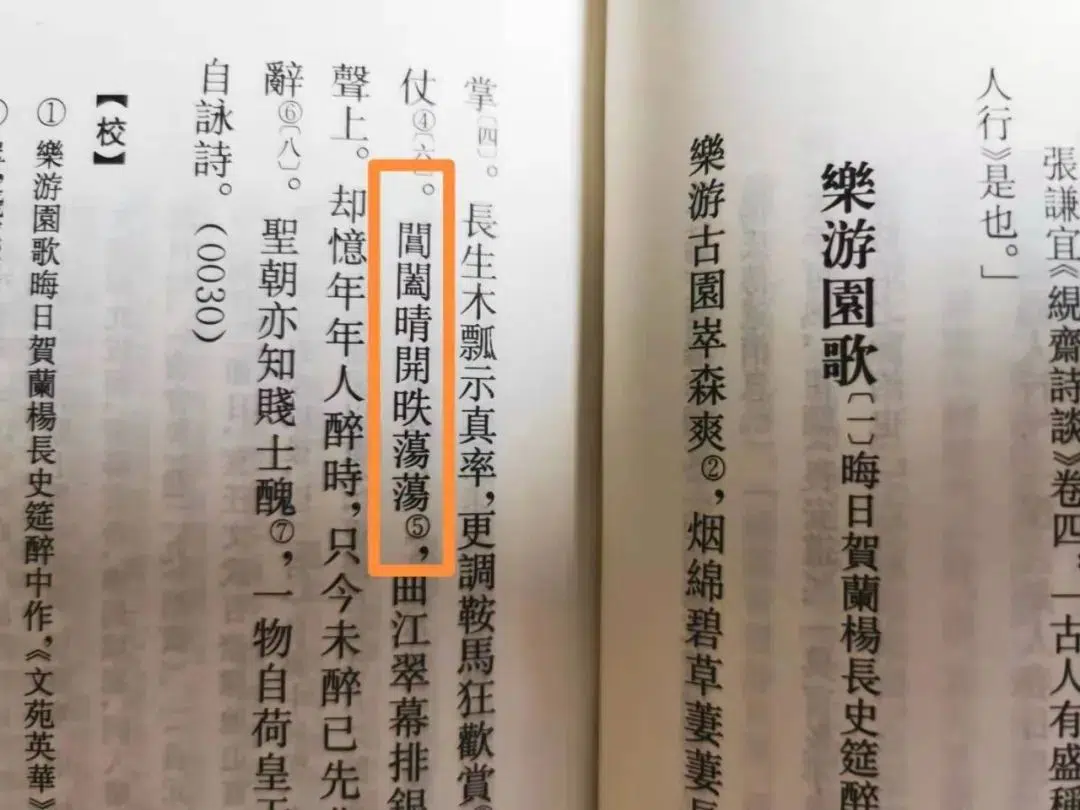 張謙宜《絸齋詩談》卷四:「古人有盛稱
人行》是也。」
樂游園歌〔一〕晦日賀蘭楊長史筵醉
樂游古園崒森爽②,烟綿碧草萋萋
掌〔四〕。長生木瓢示真率,更調鞍馬狂歡賞
仗④〔六〕。閶闔晴開昳蕩蕩⑤,曲江翠幕排銀
聲上。却憶年年人醉時,只今未醉已先
辭⑥〔八〕。聖朝亦知賤士醜⑦,一物自荷皇
自詠詩。(0030)
【校】
① 樂游園歌晦日賀蘭楊長史筵醉中作,《文苑英華》